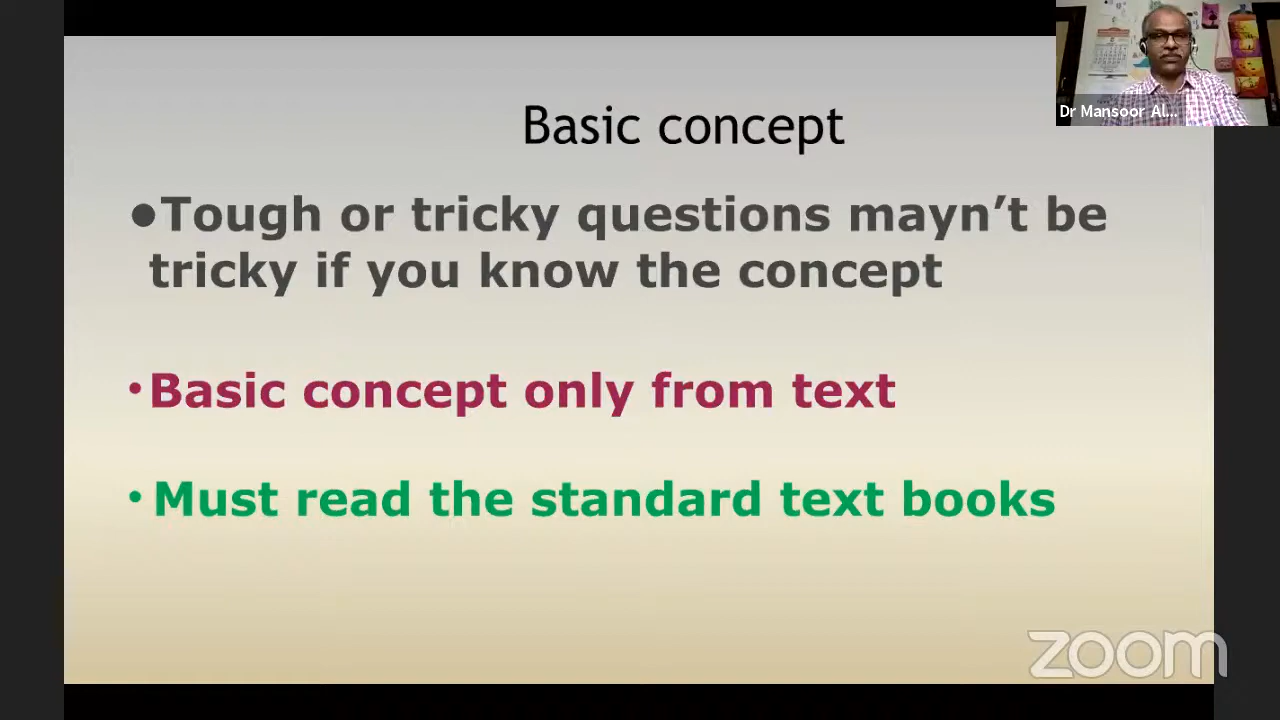 Dr Mansoor Al...
Basic concept
●Tough or tricky questions mayn’t be
tricky if you know the concept
•Basic concept only from text
• Must read the standard text books
zoom